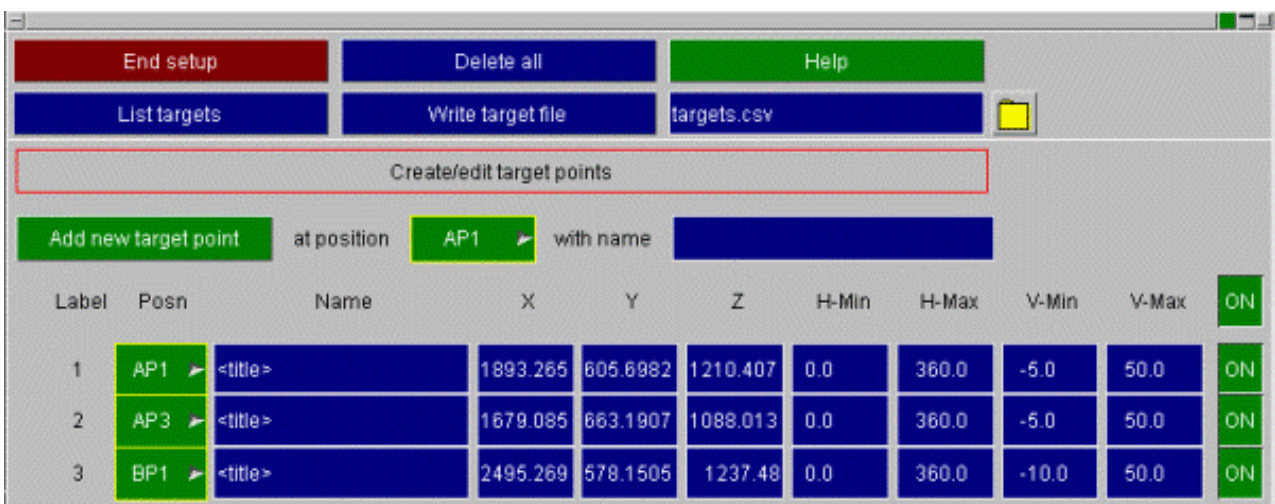 End setup Delete all Help
List targets Write target file targets.csv
Create/edit target points
Add new target point at position AP1 with name
Label Posn Name X Y Z H-Min H-Max V-Min V-Max ON
1 AP1 <title> 1893.265 605.6982 1210.407 0.0 360.0 -5.0 50.0 ON
2 AP3 <title> 1679.085 663.1907 1088.013 0.0 360.0 -5.0 50.0 ON
3 BP1 <title> 2495.269 578.1505 1237.48 0.0 360.0 -10.0 50.0 ON